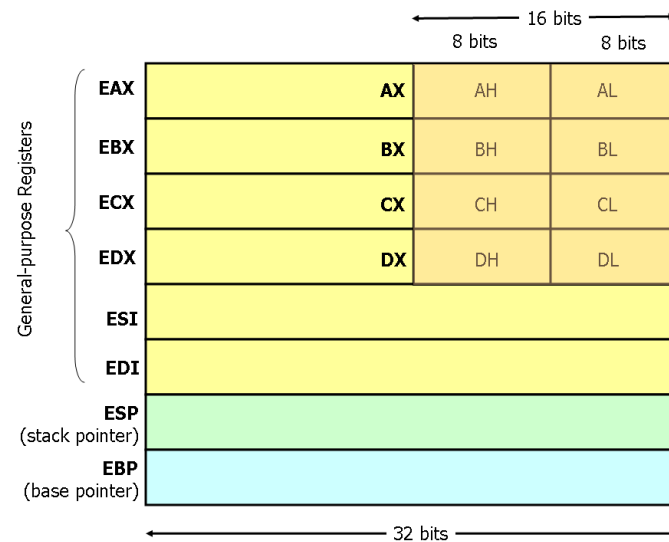 16 bits
8 bits 8 bits
EAX AX AH AL
EBX BX BH BL
ECX CX CH CL
EDX DX DH DL
ESI
EDI
ESP
(stack pointer)
EBP
(base pointer)
32 bits
General-purpose Registers